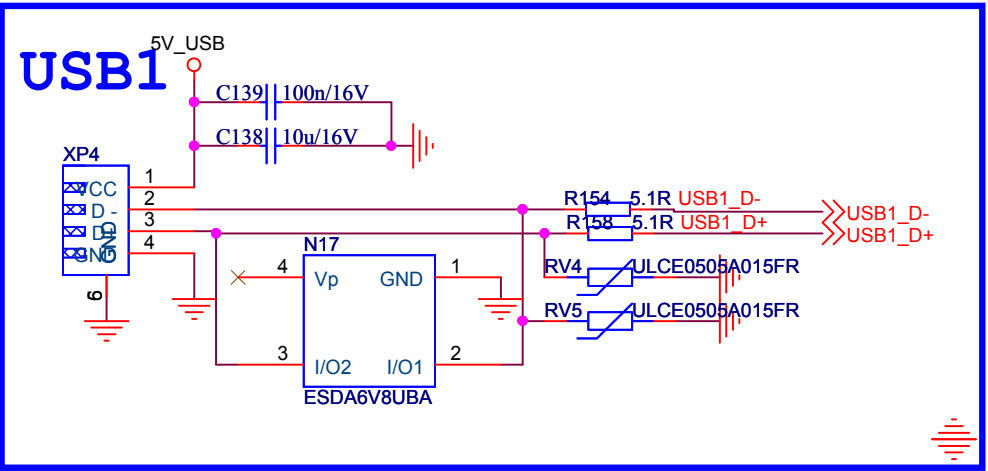 5V_USB
USB1
C139 100n/16V
C138 10u/16V
XP4
1
VCC
2
D -
3
D
4
GND
GND
6
R154 5.1R USB1_D-
USB1_D-
R158 5.1R USB1_D+
USB1_D+
N17
4 Vp GND 1
3 I/O2 I/O1 2
ESDA6V8UBA
RV4 ULCE0505A015FR
RV5 ULCE0505A015FR